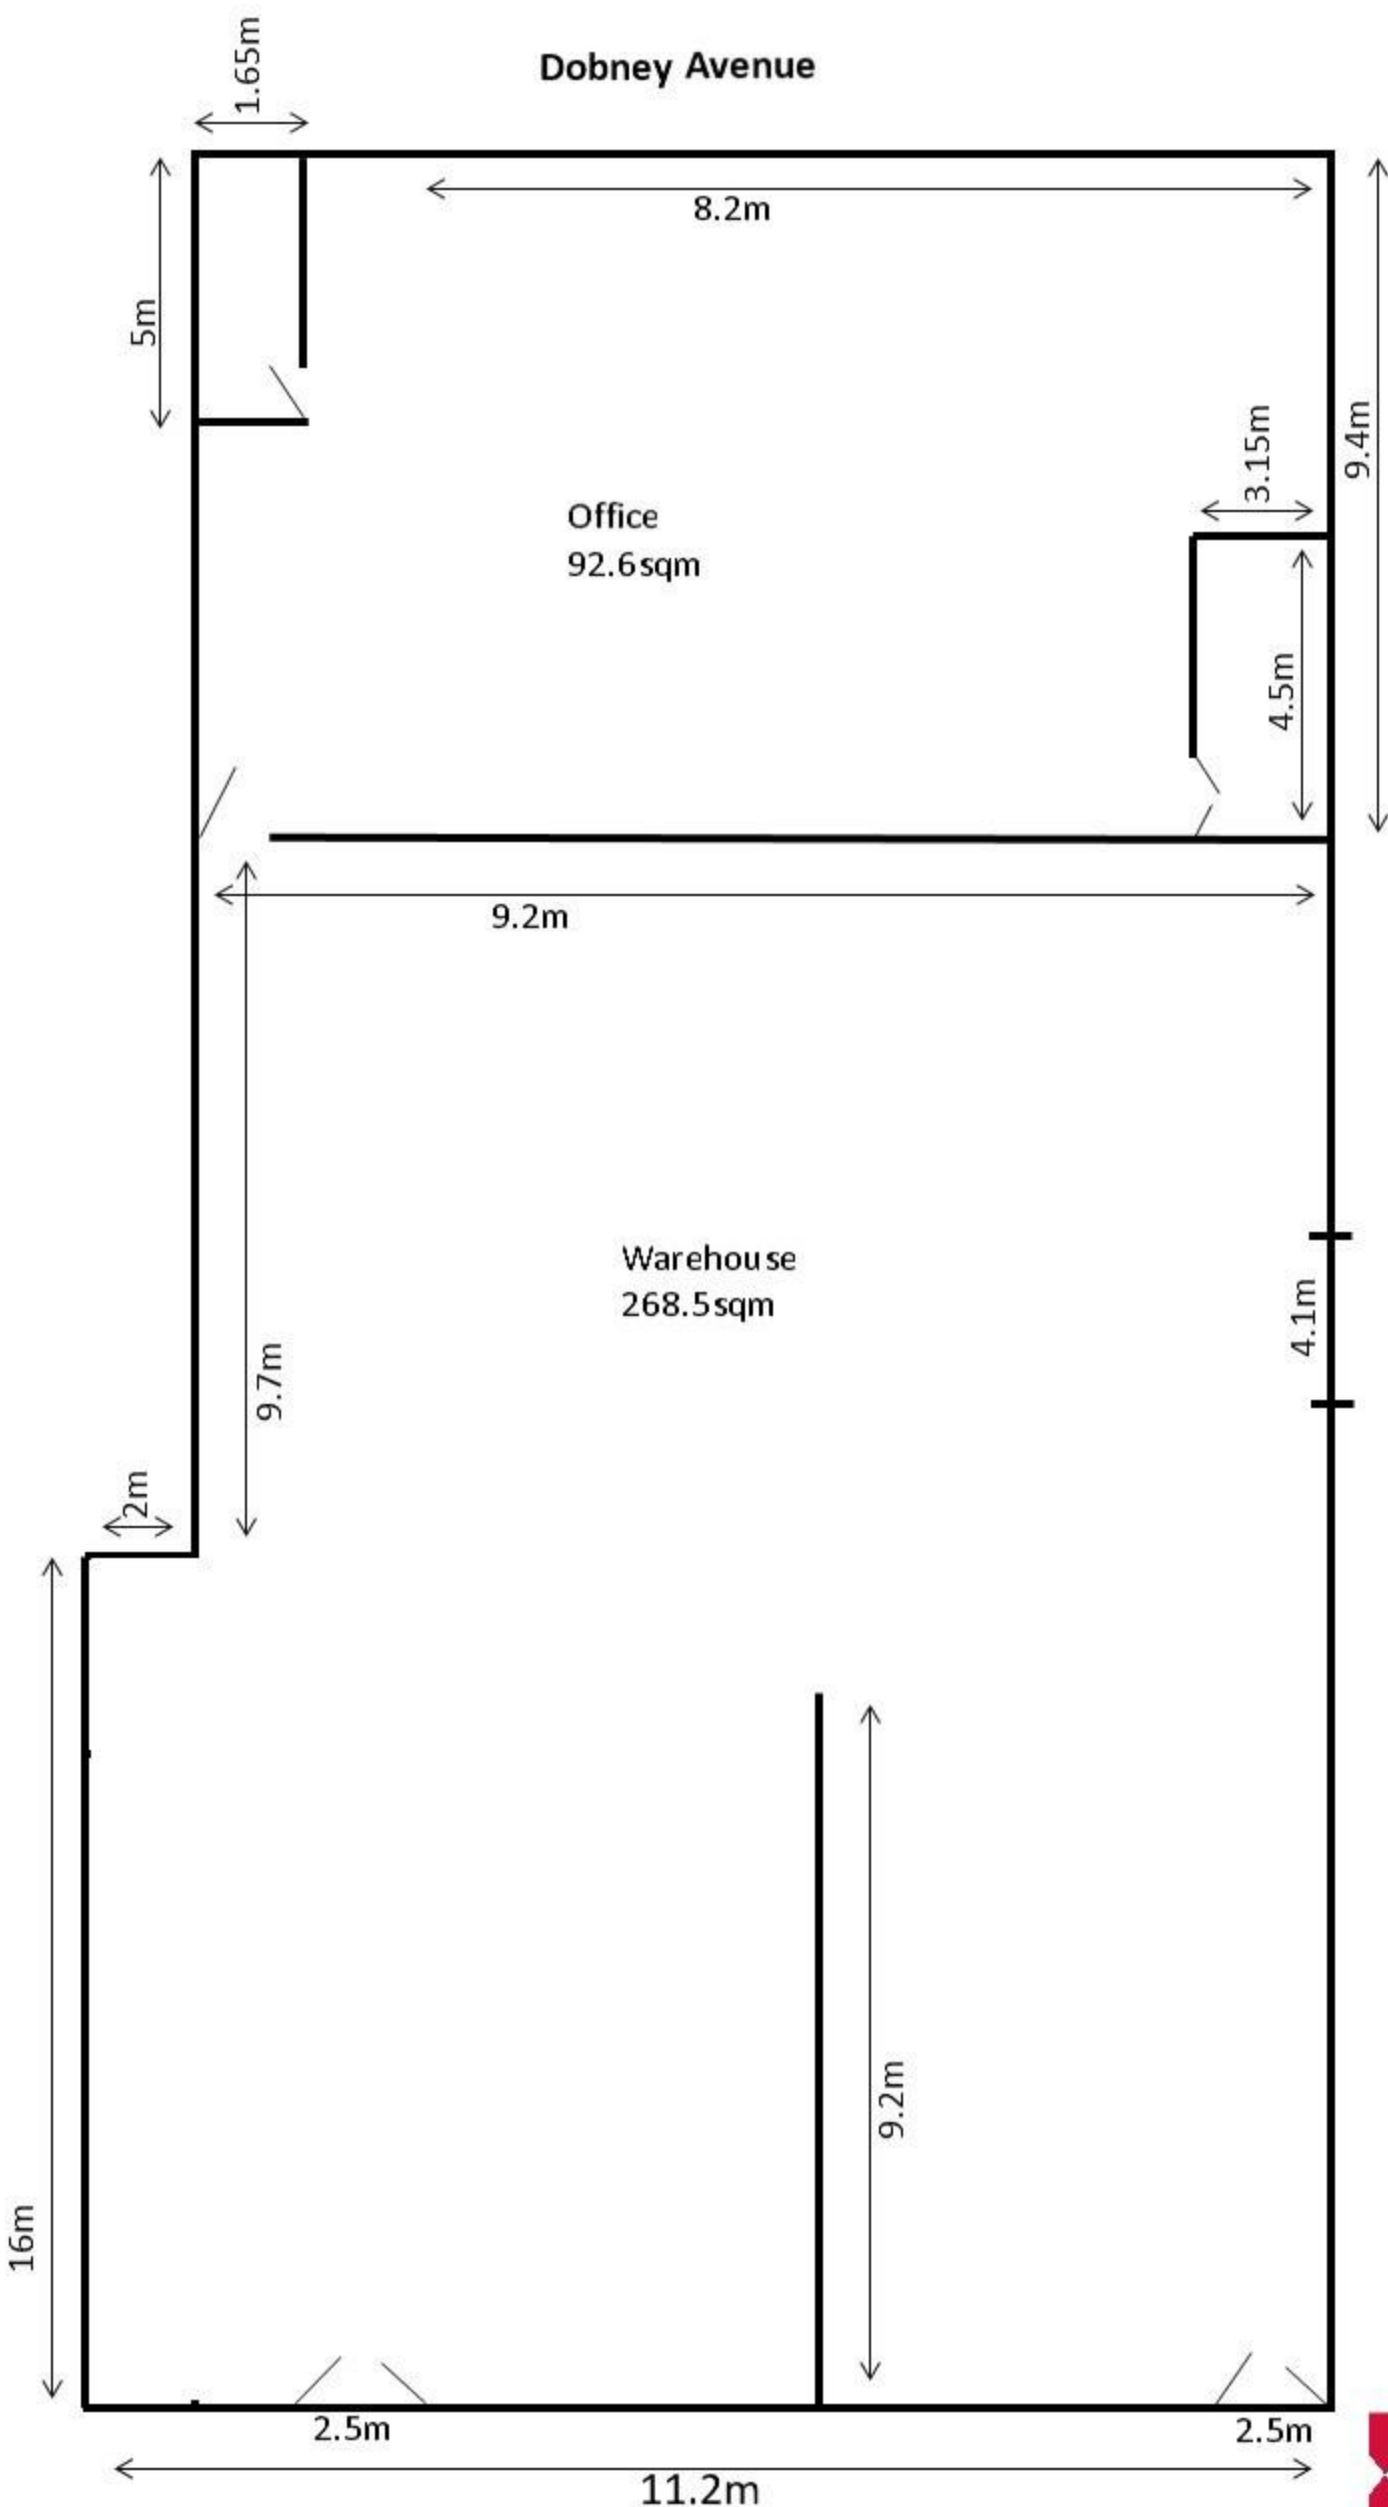 Dobney Avenue
1.65m
8.2m
5m
9.4m
3.15m
Office
92.6sqm
4.5m
9.2m
Warehouse
268.5sqm
4.1m
9.7m
2m
9.2m
16m
2.5m
2.5m
11.2m